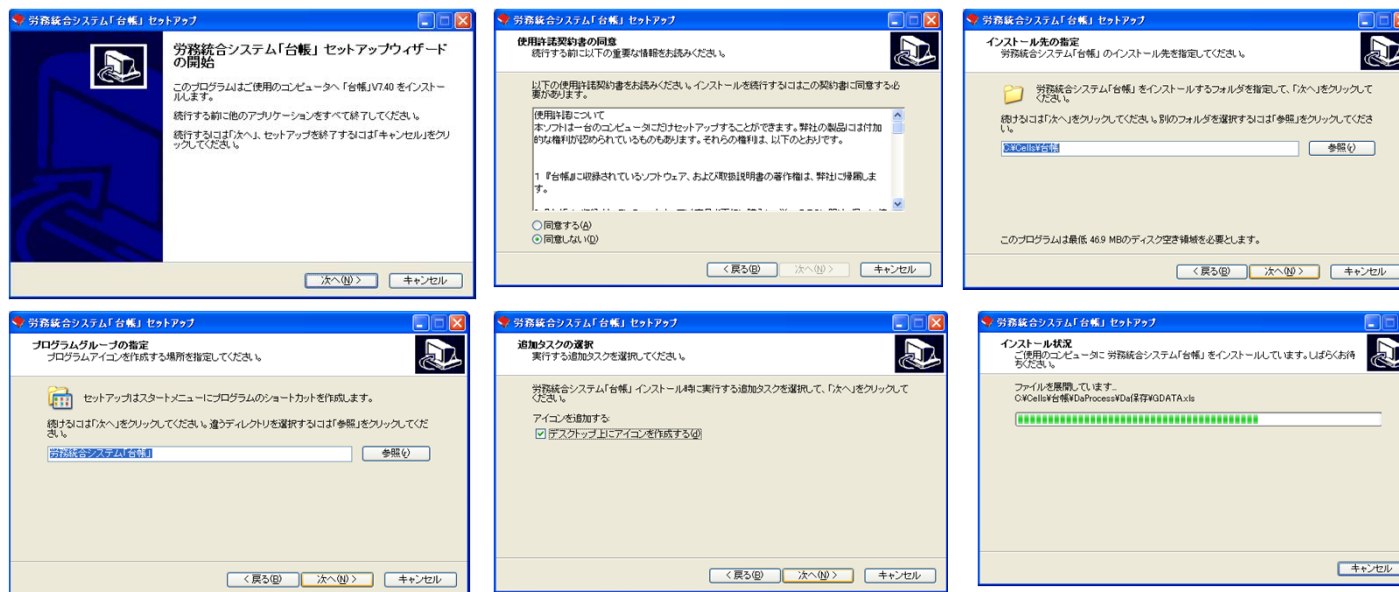 労務統合システム「台帳」 セットアップ
労務統合システム「台帳」 セットアップウィザード
の開始
このプログラムはご使用のコンピュータへ 「台帳」V7.40 をインストー
ルします。
続行する前に他のアプリケーションをすべて終了してください。
続行するには「次へ」、セットアップを終了するには「キャンセル」をクリ
ックしてください。
次へ(N) >
キャンセル
労務統合システム「台帳」 セットアップ
使用許諾契約書の同意
続行する前に以下の重要な情報をお読みください。
以下の使用許諾契約書をお読みください。インストールを続行するにはこの契約書に同意する必
要があります。
使用許諾について
本ソフトは一台のコンピュータにだけセットアップすることができます。弊社の製品には付加
的な権利が認められているものもあります。それらの権利は、以下のとおりです。
1 『台帳』に収録されているソフトウェア、および取扱説明書の著作権は、弊社に帰属しま
す。
同意する(A)
同意しない(D)
< 戻る(B)
次へ(N) >
キャンセル
労務統合システム「台帳」 セットアップ
インストール先の指定
労務統合システム「台帳」 のインストール先を指定してください。
労務統合システム「台帳」 をインストールするフォルダを指定して、「次へ」をクリックして
ください。
続けるには「次へ」をクリックしてください。別のフォルダを選択するには「参照」をクリックしてくださ
い。
C:¥Cells¥台帳
参照(r)
このプログラムは最低 46.9 MBのディスク空き領域を必要とします。
< 戻る(B)
次へ(N) >
キャンセル
労務統合システム「台帳」 セットアップ
プログラムグループの指定
プログラムアイコンを作成する場所を指定してください。
セットアップはスタートメニューにプログラムのショートカットを作成します。
続けるには「次へ」をクリックしてください。違うディレクトリを選択するには「参照」をクリックしてくだ
さい。
労務統合システム「台帳」
参照(r)
< 戻る(B)
次へ(N) >
キャンセル
労務統合システム「台帳」 セットアップ
追加タスクの選択
実行する追加タスクを選択してください。
労務統合システム「台帳」 インストール時に実行する追加タスクを選択して、「次へ」をクリックして
ください。
アイコンを追加する:
デスクトップ上にアイコンを作成する(d)
< 戻る(B)
次へ(N) >
キャンセル
労務統合システム「台帳」 セットアップ
インストール状況
ご使用のコンピュータに 労務統合システム「台帳」 をインストールしています。しばらくお待
ちください。
ファイルを展開しています...
C:¥Cells¥台帳¥DaProcess¥Da保存¥GDATA.xls
キャンセル